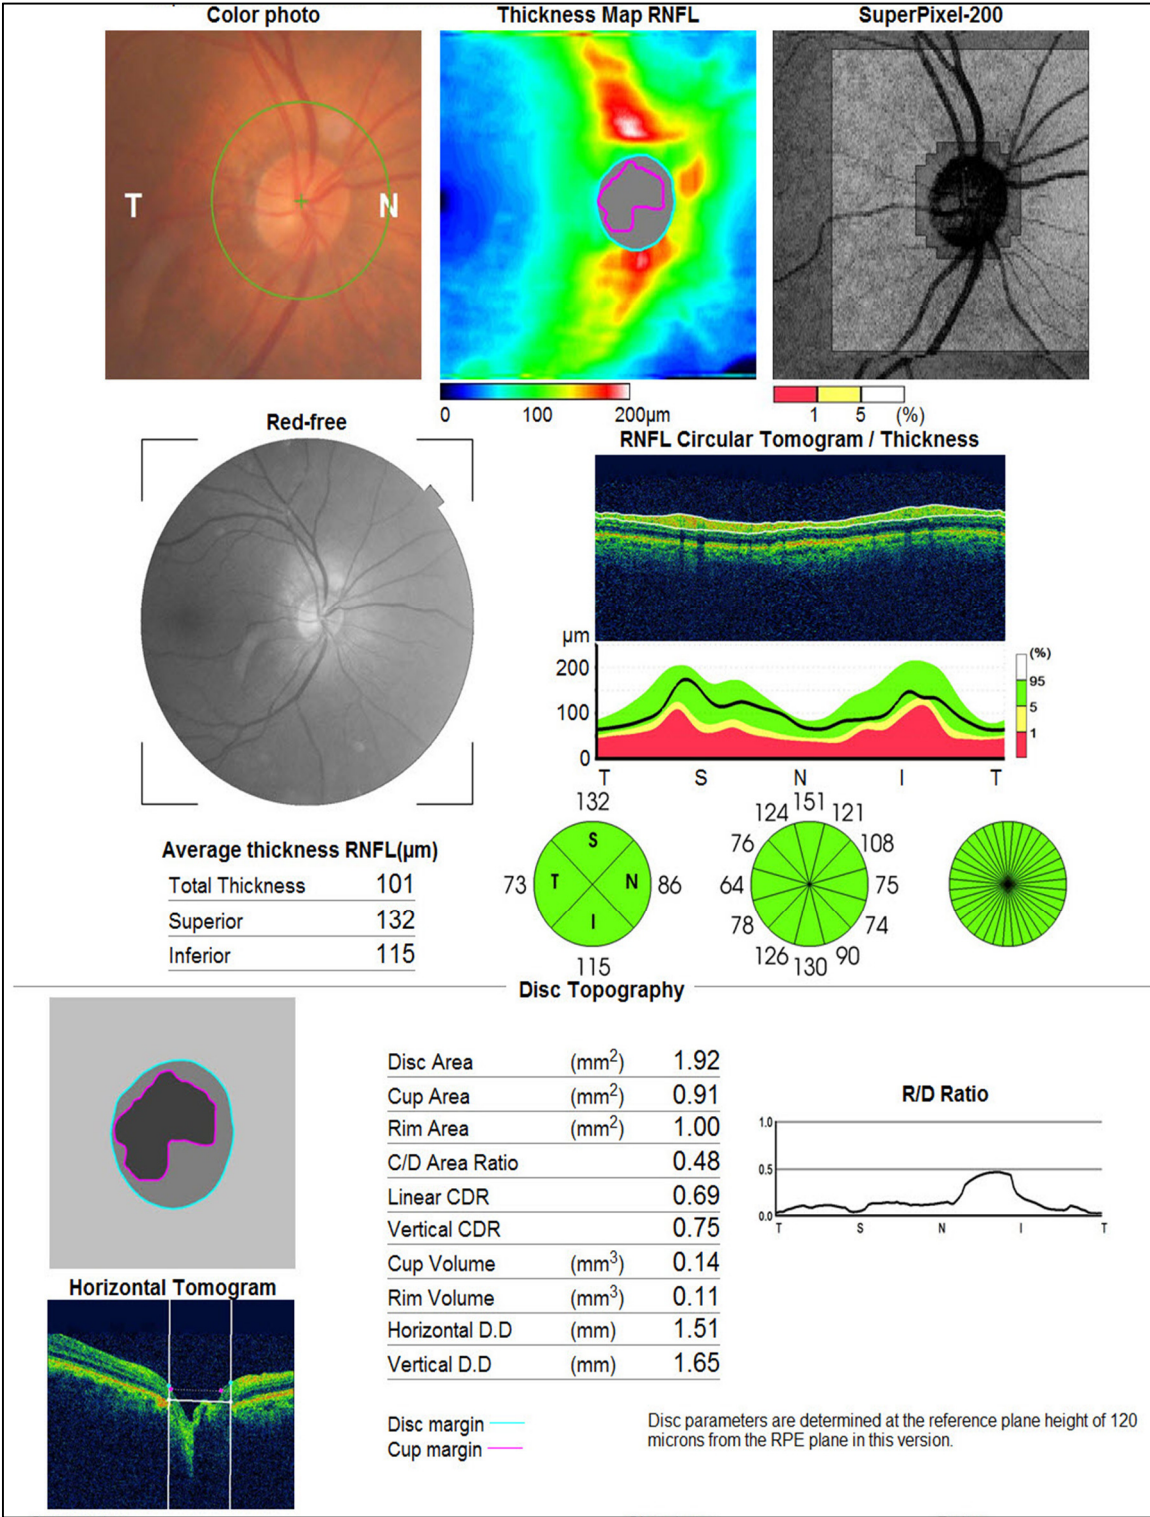 Color photo
Thickness Map RNFL
SuperPixel-200
T
N
0 100 200µm
1 5 (%)
Red-free
RNFL Circular Tomogram / Thickness
µm
200
100
0
T S N I T
(%)
95
5
1
Average thickness RNFL(µm)
Total Thickness 101
Superior 132
Inferior 115
132
S
73 T N 86
I
115
124 151 121
76 108
64 75
78 74
126 130 90
Disc Topography
Disc Area (mm²) 1.92
Cup Area (mm²) 0.91
Rim Area (mm²) 1.00
C/D Area Ratio 0.48
Linear CDR 0.69
Vertical CDR 0.75
Cup Volume (mm³) 0.14
Rim Volume (mm³) 0.11
Horizontal D.D (mm) 1.51
Vertical D.D (mm) 1.65
R/D Ratio
1.0
0.5
0.0
T S N I T
Horizontal Tomogram
Disc margin
Cup margin
Disc parameters are determined at the reference plane height of 120
microns from the RPE plane in this version.